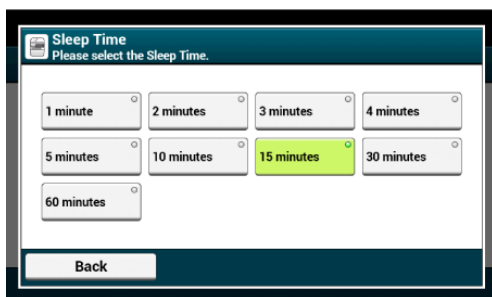 Sleep Time
Please select the Sleep Time.
1 minute 2 minutes 3 minutes 4 minutes
5 minutes 10 minutes 15 minutes 30 minutes
60 minutes
Back